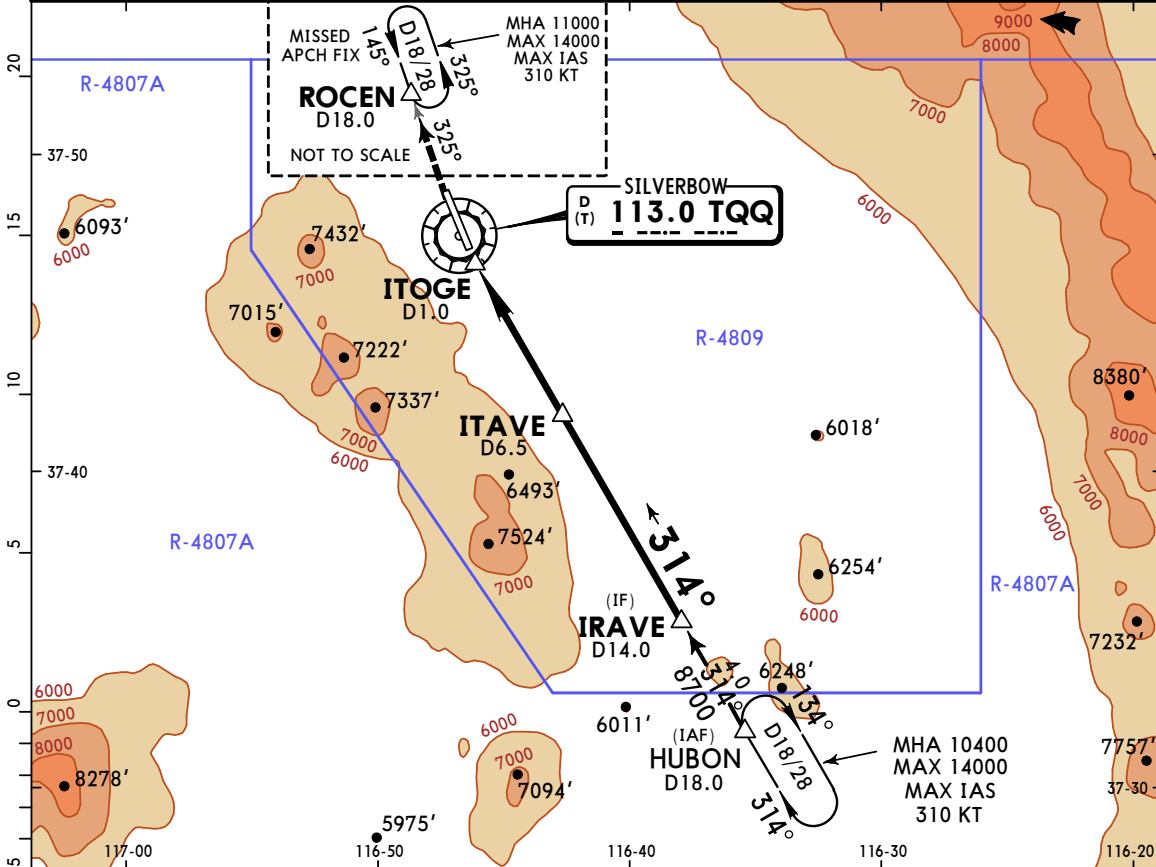 9000
8000
MISSED
APCH FIX
145°
D18/28
325°
MHA 11000
MAX 14000
MAX IAS
310 KT
20
R-4807A
ROCEN
D18.0
325°
NOT TO SCALE
7000
37-50
SILVERBOW
D
(T)
113.0 TQQ
6000
15
6093'
6000
7432'
7000
ITOGE
D1.0
7015'
R-4809
7222'
10
7337'
8380'
7000
6000
ITAVE
D6.5
6018'
8000
37-40
6493'
7000
6000
5
R-4807A
7524'
7000
314°
6254'
6000
R-4807A
(IF)
IRAVE
D14.0
7232'
4.0
314°
8700
6248'
134°
6000
7000
8000
0
6011'
6000
7000
(IAF)
HUBON
D18.0
D18/28
314°
MHA 10400
MAX 14000
MAX IAS
310 KT
7757'
8278'
7094'
37-30
5975'
5
117-00
116-50
116-40
116-30
116-20